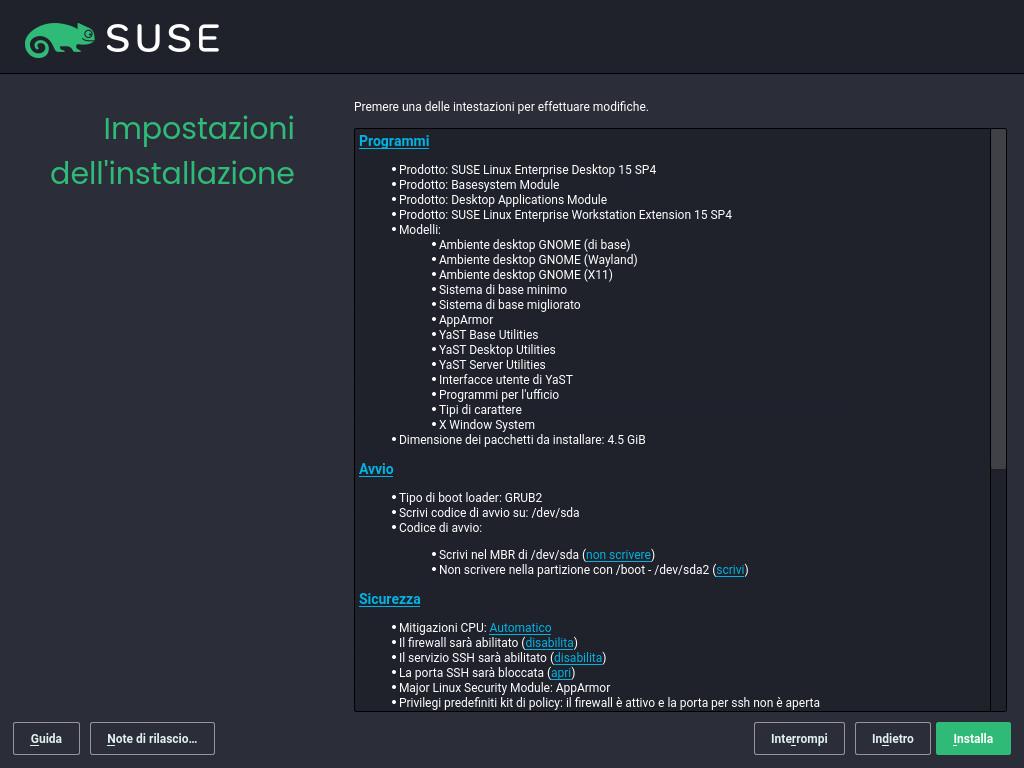 SUSE
Impostazioni
dell'installazione
Premere una delle intestazioni per effettuare modifiche.
Programmi
• Prodotto: SUSE Linux Enterprise Desktop 15 SP4
• Prodotto: Basesystem Module
• Prodotto: Desktop Applications Module
• Prodotto: SUSE Linux Enterprise Workstation Extension 15 SP4
• Modelli:
• Ambiente desktop GNOME (di base)
• Ambiente desktop GNOME (Wayland)
• Ambiente desktop GNOME (X11)
• Sistema di base minimo
• Sistema di base migliorato
• AppArmor
• YaST Base Utilities
• YaST Desktop Utilities
• YaST Server Utilities
• Interfacce utente di YaST
• Programmi per l'ufficio
• Tipi di carattere
• X Window System
• Dimensione dei pacchetti da installare: 4.5 GiB
Avvio
• Tipo di boot loader: GRUB2
• Scrivi codice di avvio su: /dev/sda
• Codice di avvio:
• Scrivi nel MBR di /dev/sda (non scrivere)
• Non scrivere nella partizione con /boot - /dev/sda2 (scrivi)
Sicurezza
• Mitigazioni CPU: Automatico
• Il firewall sarà abilitato (disabilita)
• Il servizio SSH sarà abilitato (disabilita)
• La porta SSH sarà bloccata (apri)
• Major Linux Security Module: AppArmor
• Privilegi predefiniti kit di policy: il firewall è attivo e la porta per ssh non è aperta
Guida Note di rilascio... Interrompi Indietro Installa